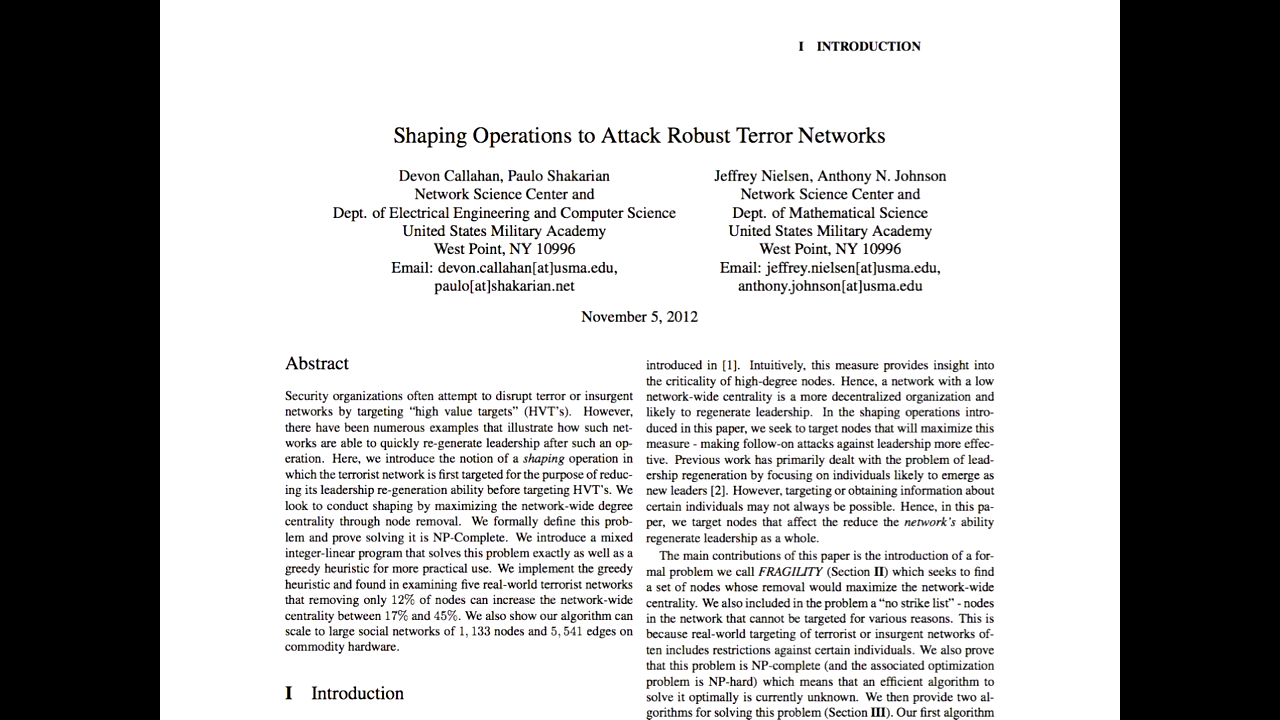 I INTRODUCTION
Shaping Operations to Attack Robust Terror Networks
Devon Callahan, Paulo Shakarian
Network Science Center and
Dept. of Electrical Engineering and Computer Science
United States Military Academy
West Point, NY 10996
Email: devon.callahan[at]usma.edu,
paulo[at]shakarian.net
Jeffrey Nielsen, Anthony N. Johnson
Network Science Center and
Dept. of Mathematical Science
United States Military Academy
West Point, NY 10996
Email: jeffrey.nielsen[at]usma.edu,
anthony.johnson[at]usma.edu
November 5, 2012
Abstract
Security organizations often attempt to disrupt terror or insurgent
networks by targeting “high value targets” (HVT’s). However,
there have been numerous examples that illustrate how such net-
works are able to quickly re-generate leadership after such an op-
eration. Here, we introduce the notion of a shaping operation in
which the terrorist network is first targeted for the purpose of reduc-
ing its leadership re-generation ability before targeting HVT’s. We
look to conduct shaping by maximizing the network-wide degree
centrality through node removal. We formally define this prob-
lem and prove solving it is NP-Complete. We introduce a mixed
integer-linear program that solves this problem exactly as well as a
greedy heuristic for more practical use. We implement the greedy
heuristic and found in examining five real-world terrorist networks
that removing only 12% of nodes can increase the network-wide
centrality between 17% and 45%. We also show our algorithm can
scale to large social networks of 1, 133 nodes and 5, 541 edges on
commodity hardware.
I Introduction
introduced in [1]. Intuitively, this measure provides insight into
the criticality of high-degree nodes. Hence, a network with a low
network-wide centrality is a more decentralized organization and
likely to regenerate leadership. In the shaping operations intro-
duced in this paper, we seek to target nodes that will maximize this
measure - making follow-on attacks against leadership more effec-
tive. Previous work has primarily dealt with the problem of lead-
ership regeneration by focusing on individuals likely to emerge as
new leaders [2]. However, targeting or obtaining information about
certain individuals may not always be possible. Hence, in this pa-
per, we target nodes that affect the reduce the network’s ability
regenerate leadership as a whole.
The main contributions of this paper is the introduction of a for-
mal problem we call FRAGILITY (Section II) which seeks to find
a set of nodes whose removal would maximize the network-wide
centrality. We also included in the problem a “no strike list” - nodes
in the network that cannot be targeted for various reasons. This is
because real-world targeting of terrorist or insurgent networks of-
ten includes restrictions against certain individuals. We also prove
that this problem is NP-complete (and the associated optimization
problem is NP-hard) which means that an efficient algorithm to
solve it optimally is currently unknown. We then provide two al-
gorithms for solving this problem (Section III). Our first algorithm